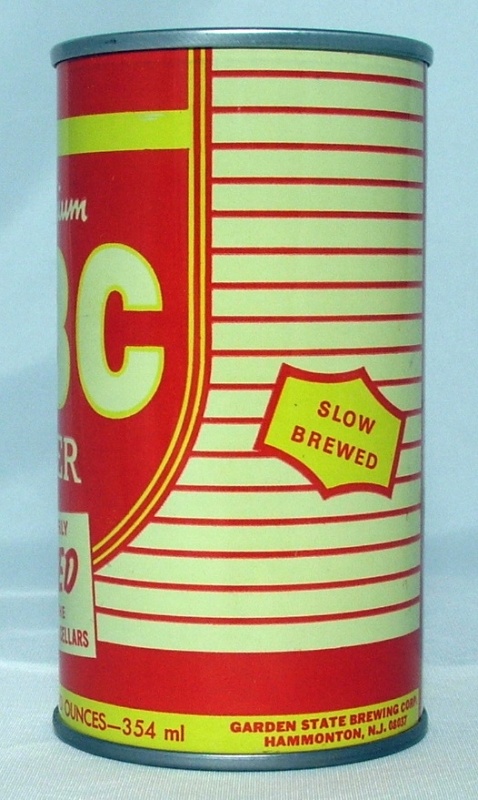 ium
BC
ER
LY
ED
HE
CELLARS
SLOW
BREWED
OUNCES—354 ml
GARDEN STATE BREWING CORP.
HAMMONTON, N.J. 08037